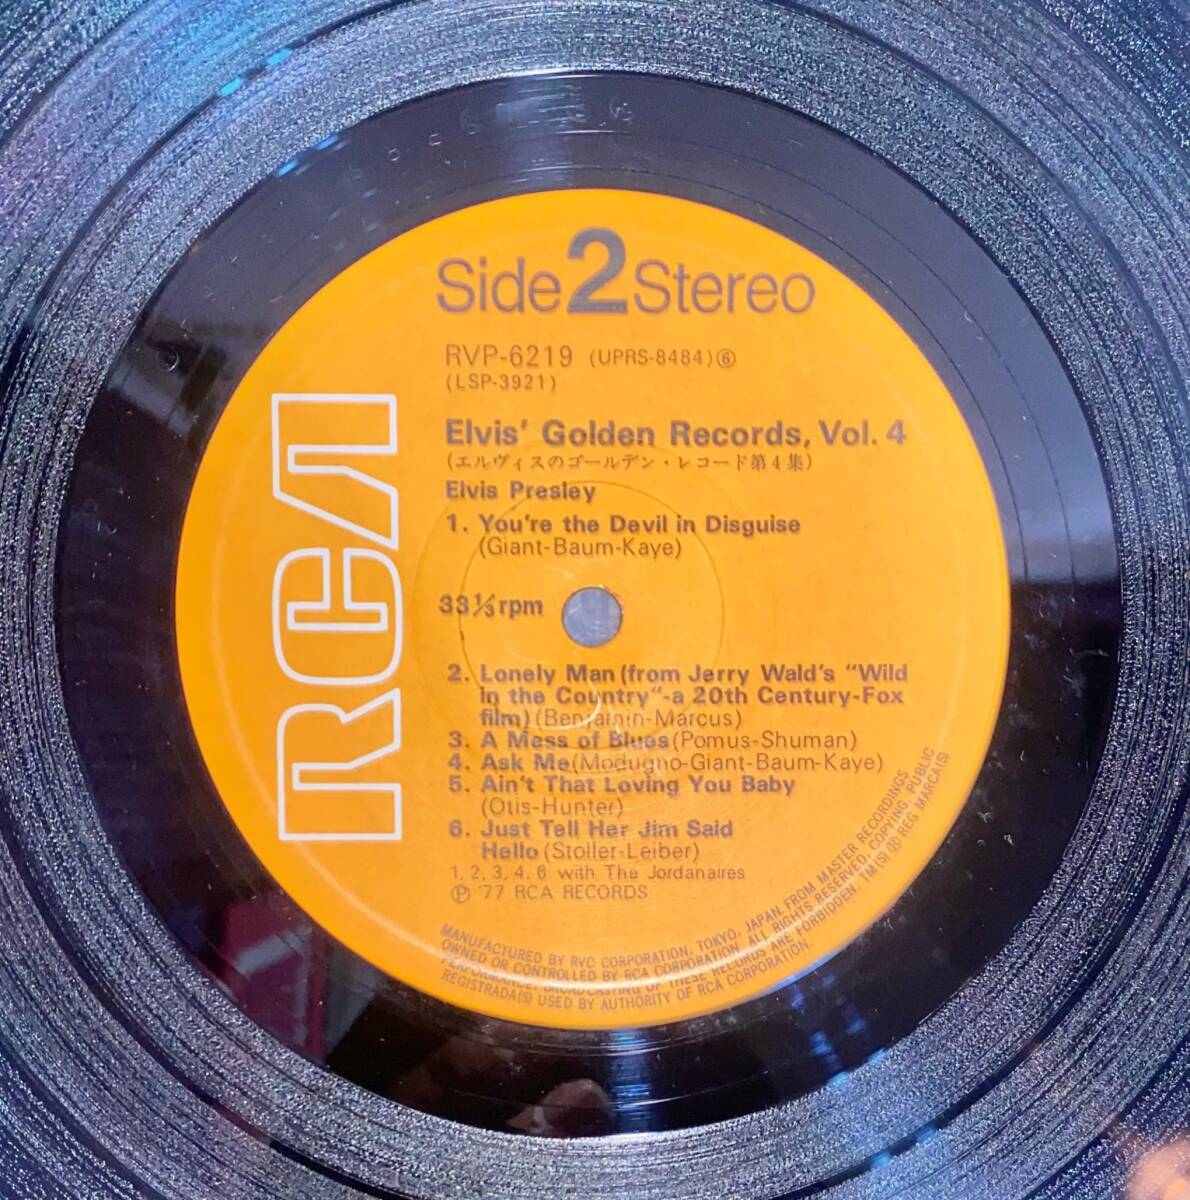 Side 2 Stereo
RVP-6219 (UPRS-8484)⑥
(LSP-3921)
Elvis' Golden Records, Vol. 4
(エルヴィスのゴールデン・レコード第4集)
Elvis Presley
1. You're the Devil in Disguise
(Giant-Baum-Kaye)
33⅓rpm
2. Lonely Man (from Jerry Wald's "Wild
in the Country"-a 20th Century-Fox
film) (Benjamin-Marcus)
3. A Mess of Blues (Pomus-Shuman)
4. Ask Me (Modugno-Giant-Baum-Kaye)
5. Ain't That Loving You Baby
(Otis-Hunter)
6. Just Tell Her Jim Said
Hello (Stoller-Leiber)
1, 2, 3, 4, 6 with The Jordanaires
Ⓟ '77 RCA RECORDS
RCA
MANUFACTURED BY RVC CORPORATION, TOKYO, JAPAN FROM MASTER RECORDINGS
OWNED OR CONTROLLED BY RCA CORPORATION. ALL RIGHTS RESERVED, COPYING, PUBLIC
PERFORMANCE, BROADCASTING OF THESE RECORDS ARE FORBIDDEN. TM(S) ® REG MARCA(S)
REGISTRADA(S) USED BY AUTHORITY OF RCA CORPORATION.